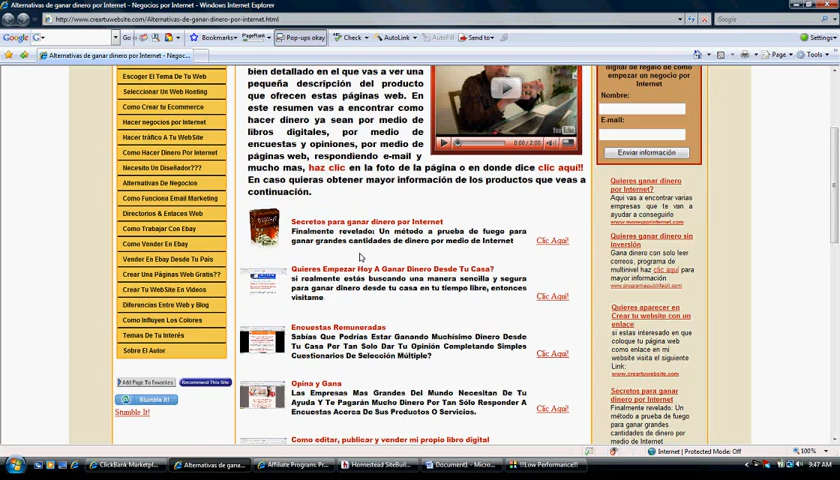 Alternativas de ganar dinero por Internet - Negocios por Internet - Windows Internet Explorer
http://www.creartuwebsite.com/Alternativas-de-ganar-dinero-por-internet.html
Google
Google
G
Go
Bookmarks
PageRank
Pop-ups okay
Check
AutoLink
AutoFill
Send to
Settings
Alternativas de ganar dinero por Internet - Negoc...
Page
Tools
Escoger El Tema De Tu Web
Seleccionar Un Web Hosting
Como Crear tu Ecommerce
Hacer negocios por Internet
Hacer tráfico A Tu WebSite
Como Hacer Dinero Por Internet
Necesito Un Diseñador???
Alternativas De Negocios
Como Funciona Email Marketing
Directorios & Enlaces Web
Como Trabajar Con Ebay
Como Vender En Ebay
Vender En Ebay Desde Tu País
Crear Una Páginas Web Gratis??
Crear Tu WebSite En Videos
Diferencias Entre Web y Blog
Como Influyen Los Colores
Temas De Tu Interés
Sobre El Autor
Add Page To Favorites
Recommend This Site
Stumble It!
Stumble It!
bien detallado en el que vas a ver una
pequeña descripción del producto
que ofrecen estas páginas web. En
este resumen vas a encontrar como
hacer dinero ya sean por medio de
libros digitales, por medio de
encuestas y opiniones, por medio de
páginas web, respondiendo e-mail y
mucho mas, haz clic en la foto de la página o en donde dice clic aquí!!
En caso quieras obtener mayor información de los productos que veas a
continuación.
0:00 / 2:00
YouTube
Secretos para ganar dinero por Internet
Finalmente revelado: Un método a prueba de fuego para
ganar grandes cantidades de dinero por medio de Internet
Clic Aquí!
Quieres Empezar Hoy A Ganar Dinero Desde Tu Casa?
si realmente estás buscando una manera sencilla y segura
para ganar dinero desde tu casa en tu tiempo libre, entonces
visitame
Clic Aquí!
Encuestas Remuneradas
Sabías Que Podrías Estar Ganando Muchísimo Dinero Desde
Tu Casa Por Tan Solo Dar Tu Opinión Completando Simples
Cuestionarios De Selección Múltiple?
Clic Aquí!
Opina y Gana
Las Empresas Mas Grandes Del Mundo Necesitan De Tu
Ayuda Y Te Pagarán Mucho Dinero Por Tan Sólo Responder A
Encuestas Acerca De Sus Productos O Servicios.
Clic Aquí!
Como editar, publicar y vender mi propio libro digital
digital de regalo de como
empezar un negocio por
Internet
Nombre:
E-mail:
Enviar información
Quieres ganar dinero
por Internet?
Aquí vas a encontrar varias
empresas que te van a
ayudar a conseguirlo
Quieres ganar dinero sin
inversión
Gana dinero con solo leer
correos, programa de
multinivel haz clic aquí para
mayor información.
Quieres aparecer en
Crear tu website con un
enlace
si estas interesado en que
coloque tu página web
como enlace en mi
website visita el siguiente
Link:
www.creartuwebsite.com
Secretos para ganar
dinero por Internet
Finalmente revelado: Un
método a prueba de fuego
para ganar grandes
cantidades de dinero por
medio de Internet
Internet | Protected Mode: Off
100%
ClickBank Marketpl...
Alternativas de gana...
Affiliate Program: Pr...
Homestead SiteBuil...
Document1 - Micro...
!!!Low Performance!!!
9:47 AM